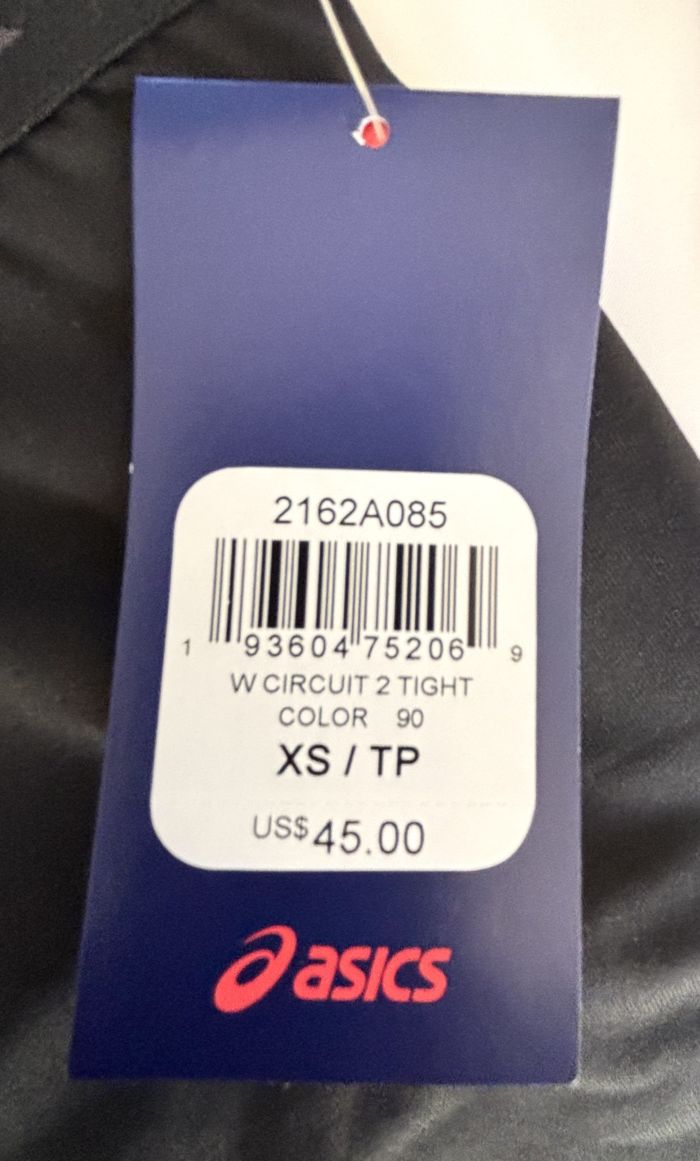 2162A085
1 93604 75206 9
W CIRCUIT 2 TIGHT
COLOR 90
XS / TP
US$45.00
asics